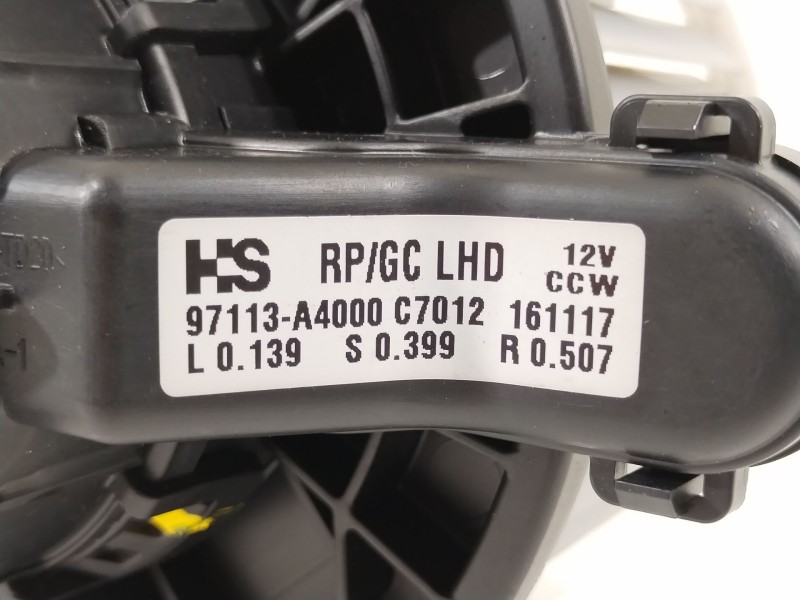 HS RP/GC LHD 12V
CCW
97113-A4000 C7012 161117
L 0.139 S 0.399 R 0.507